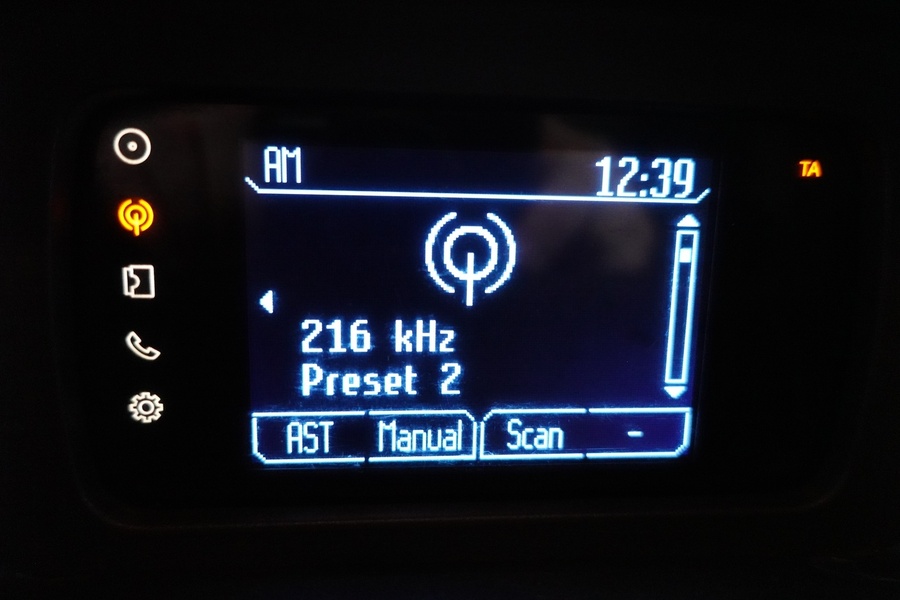 AM 12:39
TA
216 kHz
Preset 2
AST Manual Scan -